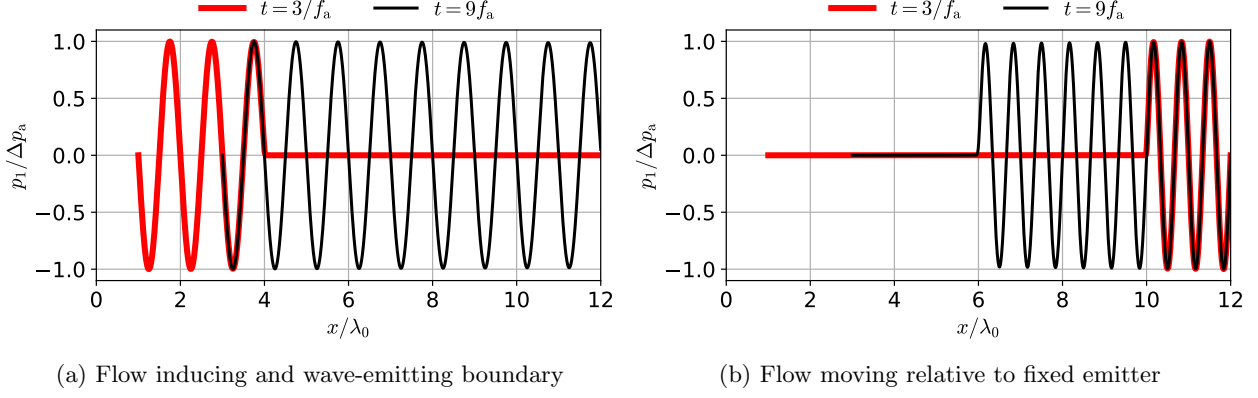 t = 3/f_a t = 9f_a
1.0
0.5
0.0
−0.5
−1.0
p_1/Δp_a
0 2 4 6 8 10 12
x/λ_0
(a) Flow inducing and wave-emitting boundary
t = 3/f_a t = 9f_a
1.0
0.5
0.0
−0.5
−1.0
p_1/Δp_a
0 2 4 6 8 10 12
x/λ_0
(b) Flow moving relative to fixed emitter